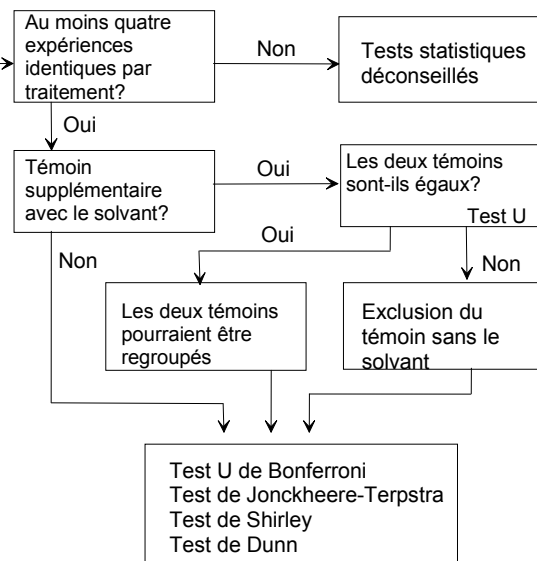 Au moins quatre
expériences
identiques par
traitement?
Non
Tests statistiques
déconseillés
Oui
Témoin
supplémentaire
avec le solvant?
Oui
Les deux témoins
sont-ils égaux?
Test U
Oui
Non
Non
Les deux témoins
pourraient être
regroupés
Exclusion du
témoin sans le
solvant
Test U de Bonferroni
Test de Jonckheere-Terpstra
Test de Shirley
Test de Dunn